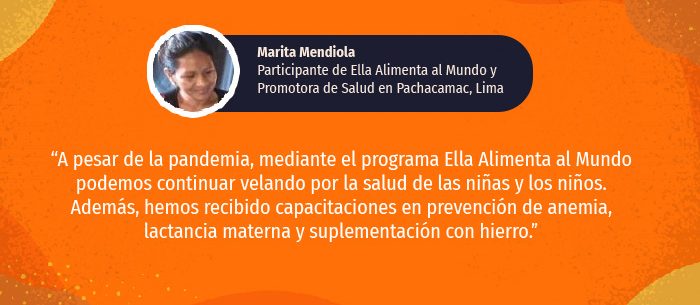 Marita Mendiola
Participante de Ella Alimenta al Mundo y
Promotora de Salud en Pachacamac, Lima
“A pesar de la pandemia, mediante el programa Ella Alimenta al Mundo
podemos continuar velando por la salud de las niñas y los niños.
Además, hemos recibido capacitaciones en prevención de anemia,
lactancia materna y suplementación con hierro.”